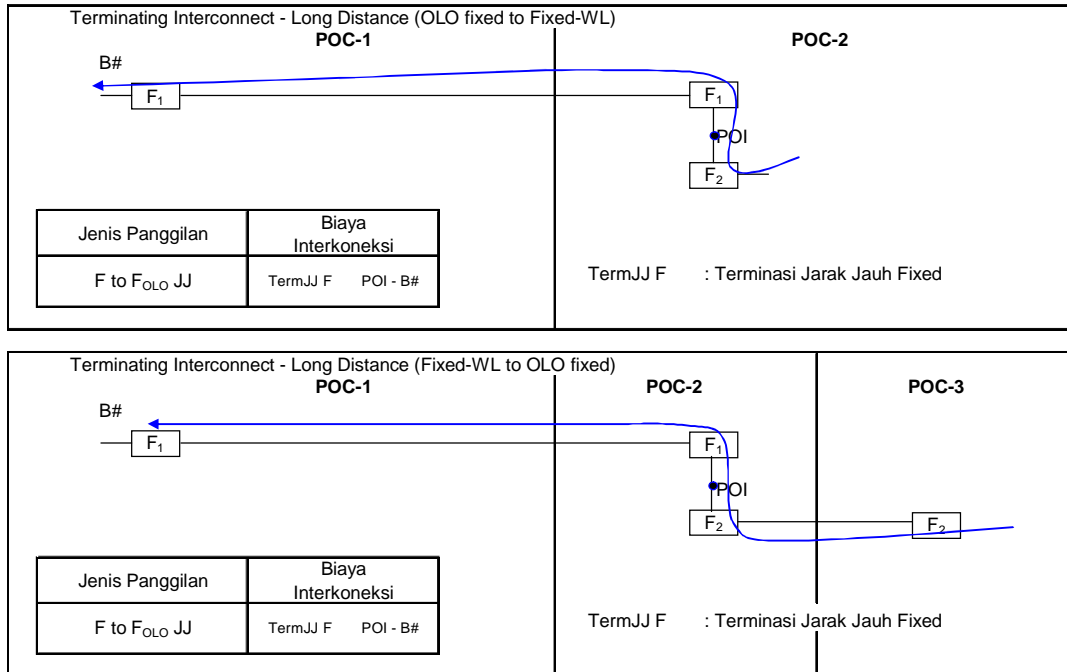 Terminating Interconnect - Long Distance (OLO fixed to Fixed-WL)
POC-1
POC-2
B#
F₁
F₁
POI
F₂
Jenis Panggilan
Biaya
Interkoneksi
F to F_OLO JJ
TermJJ F POI - B#
TermJJ F : Terminasi Jarak Jauh Fixed
Terminating Interconnect - Long Distance (Fixed-WL to OLO fixed)
POC-1
POC-2
POC-3
B#
F₁
F₁
POI
F₂
F₂
Jenis Panggilan
Biaya
Interkoneksi
F to F_OLO JJ
TermJJ F POI - B#
TermJJ F : Terminasi Jarak Jauh Fixed